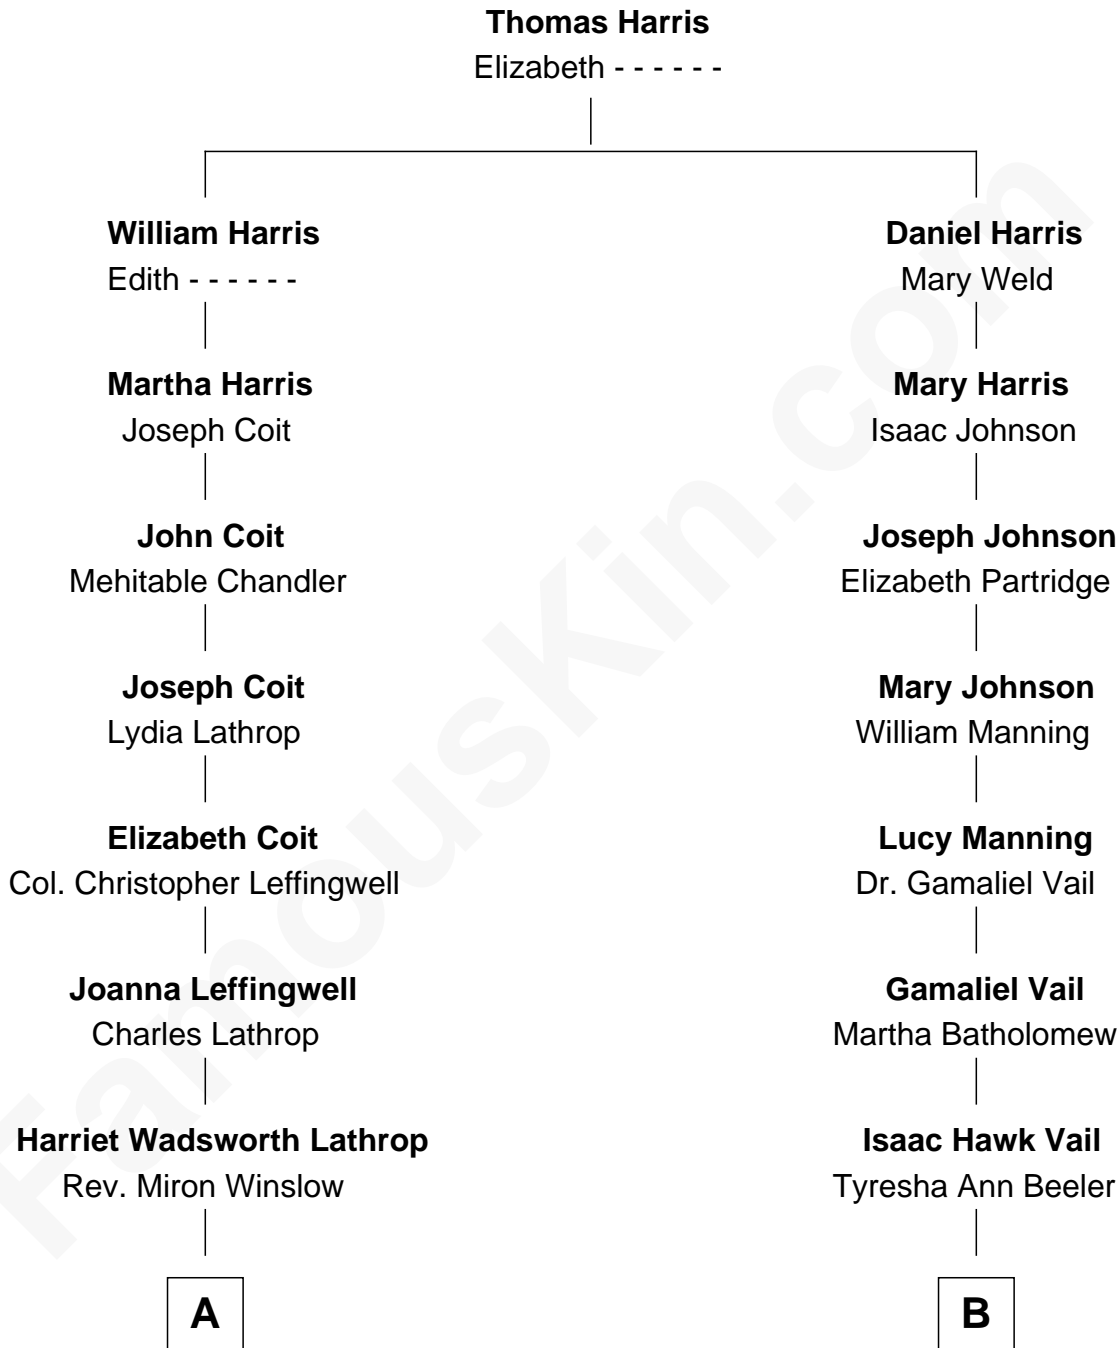 Thomas Harris
Elizabeth - - - - - -
William Harris
Edith - - - - - -
Daniel Harris
Mary Weld
Martha Harris
Joseph Coit
Mary Harris
Isaac Johnson
John Coit
Mehitable Chandler
Joseph Johnson
Elizabeth Partridge
Joseph Coit
Lydia Lathrop
Mary Johnson
William Manning
Elizabeth Coit
Col. Christopher Leffingwell
Lucy Manning
Dr. Gamaliel Vail
Joanna Leffingwell
Charles Lathrop
Gamaliel Vail
Martha Batholomew
Harriet Wadsworth Lathrop
Rev. Miron Winslow
Isaac Hawk Vail
Tyresha Ann Beeler
A
B
FamousKin.com